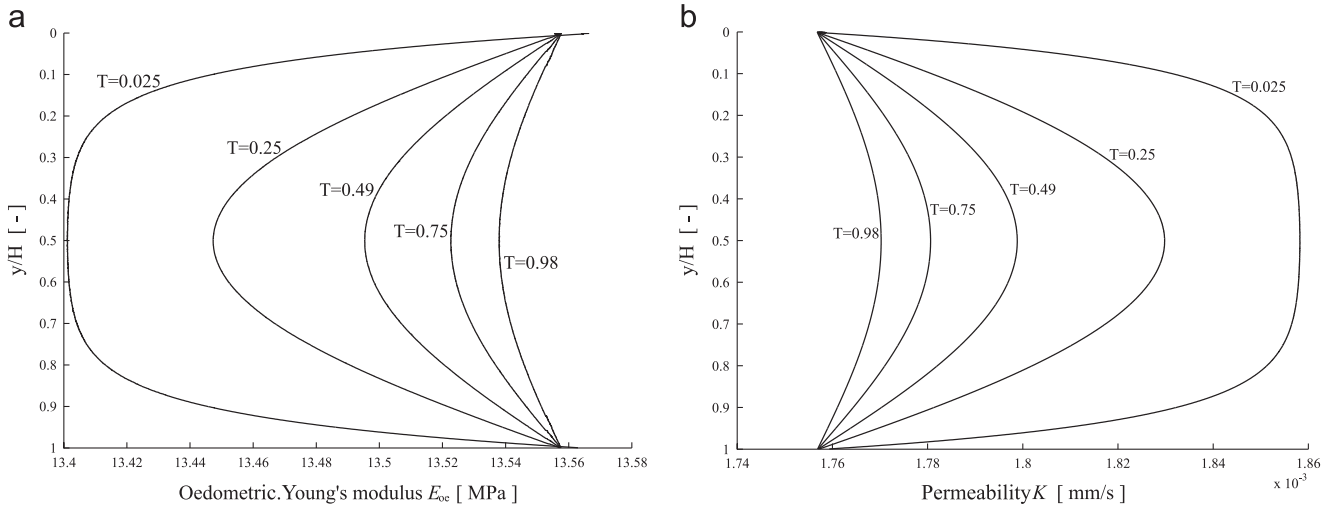 a
0
0.1
0.2
0.3
0.4
0.5
0.6
0.7
0.8
0.9
1
y/H [ - ]
T=0.025
T=0.25
T=0.49
T=0.75
T=0.98
13.4 13.42 13.44 13.46 13.48 13.5 13.52 13.54 13.56 13.58
Oedometric.Young's modulus Eoe [ MPa]
b
0
0.1
0.2
0.3
0.4
0.5
0.6
0.7
0.8
0.9
1
y/H [ - ]
T=0.025
T=0.25
T=0.49
T=0.75
T=0.98
1.74 1.76 1.78 1.8 1.82 1.84 1.86
x 10-3
Permeability K [ mm/s ]